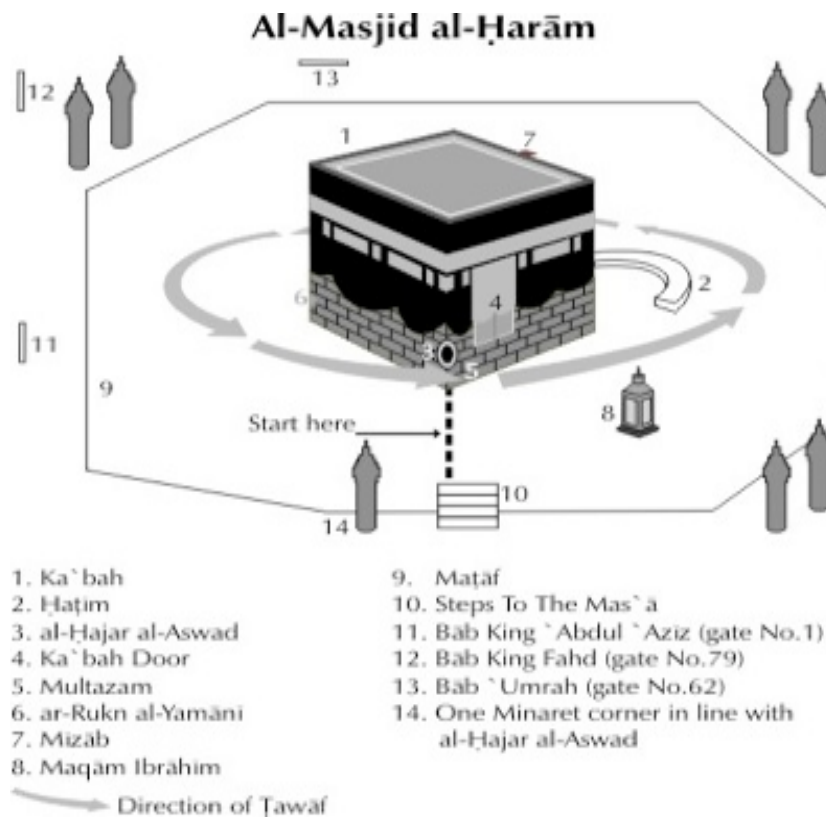 Al-Masjid al-Ḥarām
13
12
1
7
6
2
4
11
3
5
9
8
Start here
10
14
1. Ka`bah
2. Ḥaṭim
3. al-Ḥajar al-Aswad
4. Ka`bah Door
5. Multazam
6. ar-Rukn al-Yamāni
7. Mizāb
8. Maqām Ibrāhim
9. Maṭāf
10. Steps To The Mas`ā
11. Bāb King `Abdul `Aziz (gate No.1)
12. Bāb King Fahd (gate No.79)
13. Bāb `Umrah (gate No.62)
14. One Minaret corner in line with
al-Ḥajar al-Aswad
Direction of Ṭawāf